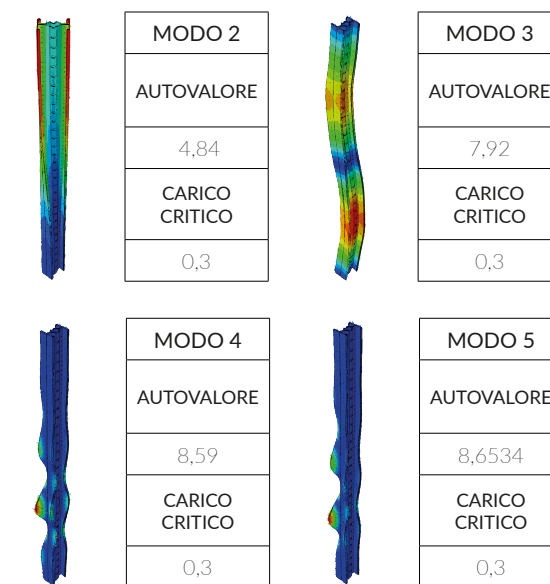 MODO 2
AUTOVALORE
4,84
CARICO
CRITICO
0,3
MODO 3
AUTOVALORE
7,92
CARICO
CRITICO
0,3
MODO 4
AUTOVALORE
8,59
CARICO
CRITICO
0,3
MODO 5
AUTOVALORE
8,6534
CARICO
CRITICO
0,3